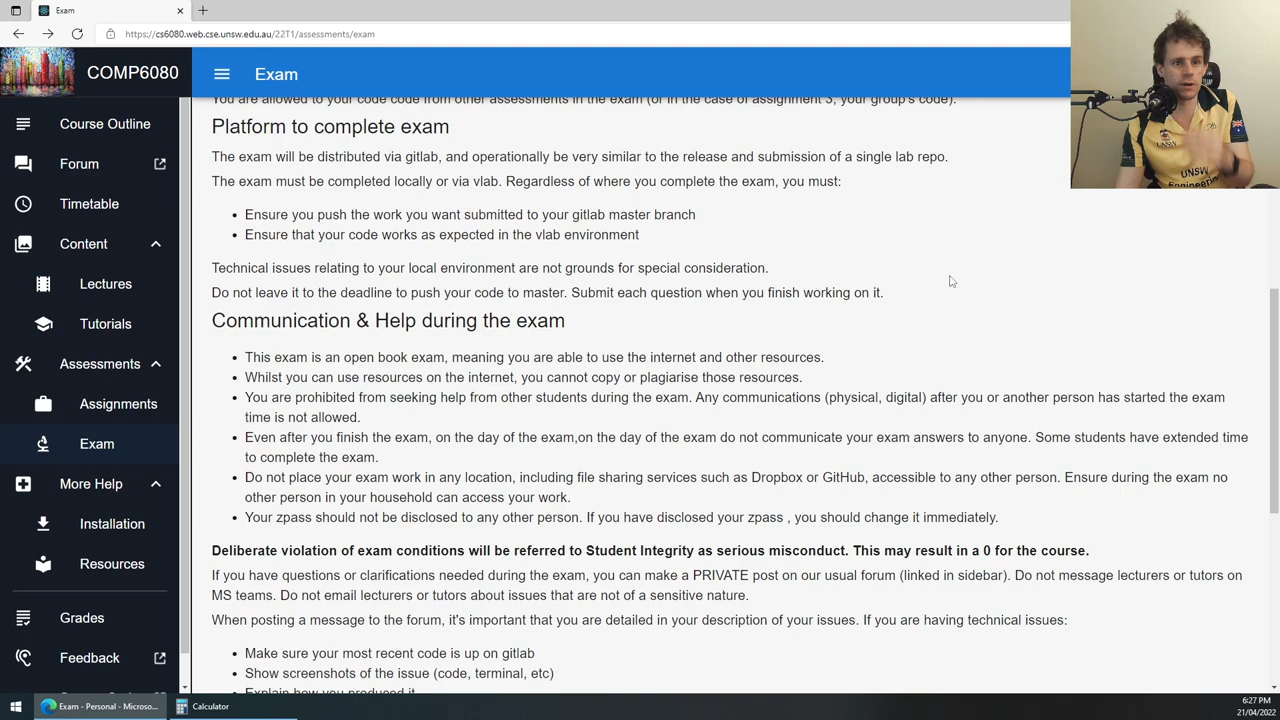 Exam
https://cs6080.web.cse.unsw.edu.au/22T1/assessments/exam
COMP6080
Exam
Course Outline
Forum
Timetable
Content
Lectures
Tutorials
Assessments
Assignments
Exam
More Help
Installation
Resources
Grades
Feedback
You are allowed to your code code from other assessments in the exam (or in the case of assignment 3, your group's code).
Platform to complete exam
The exam will be distributed via gitlab, and operationally be very similar to the release and submission of a single lab repo.
The exam must be completed locally or via vlab. Regardless of where you complete the exam, you must:
• Ensure you push the work you want submitted to your gitlab master branch
• Ensure that your code works as expected in the vlab environment
Technical issues relating to your local environment are not grounds for special consideration.
Do not leave it to the deadline to push your code to master. Submit each question when you finish working on it.
Communication & Help during the exam
• This exam is an open book exam, meaning you are able to use the internet and other resources.
• Whilst you can use resources on the internet, you cannot copy or plagiarise those resources.
• You are prohibited from seeking help from other students during the exam. Any communications (physical, digital) after you or another person has started the exam
time is not allowed.
• Even after you finish the exam, on the day of the exam,on the day of the exam do not communicate your exam answers to anyone. Some students have extended time
to complete the exam.
• Do not place your exam work in any location, including file sharing services such as Dropbox or GitHub, accessible to any other person. Ensure during the exam no
other person in your household can access your work.
• Your zpass should not be disclosed to any other person. If you have disclosed your zpass , you should change it immediately.
Deliberate violation of exam conditions will be referred to Student Integrity as serious misconduct. This may result in a 0 for the course.
If you have questions or clarifications needed during the exam, you can make a PRIVATE post on our usual forum (linked in sidebar). Do not message lecturers or tutors on
MS teams. Do not email lecturers or tutors about issues that are not of a sensitive nature.
When posting a message to the forum, it's important that you are detailed in your description of your issues. If you are having technical issues:
• Make sure your most recent code is up on gitlab
• Show screenshots of the issue (code, terminal, etc)
• Explain how you produced it
UNSW
Engineering
Exam - Personal - Microso...
Calculator
6:27 PM
21/04/2022